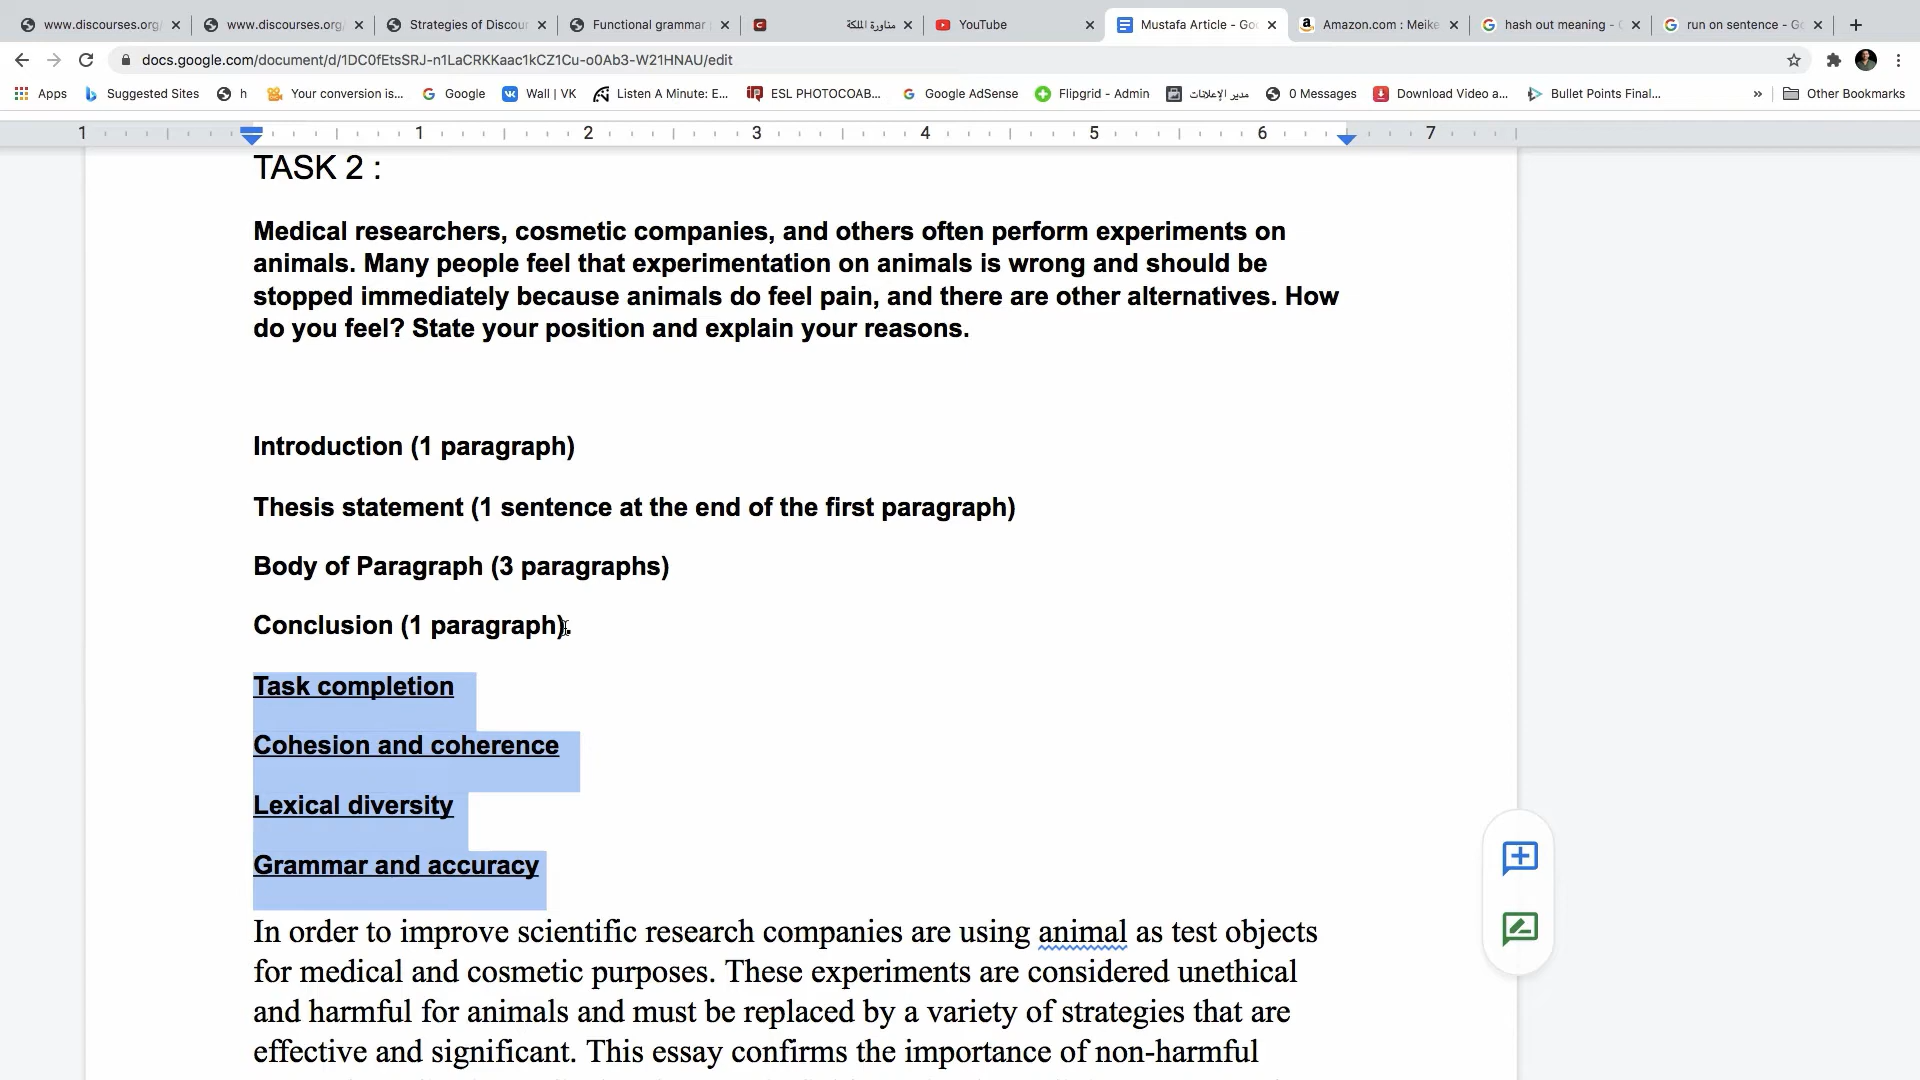 www.discourses.org/
www.discourses.org/
Strategies of Discour
Functional grammar
مناورة الملكة
YouTube
Mustafa Article - Goo
Amazon.com : Meike
hash out meaning - G
run on sentence - Go
docs.google.com/document/d/1DC0fEtsSRJ-n1LaCRKKaac1kCZ1Cu-o0Ab3-W21HNAU/edit
Apps
Suggested Sites
h
Your conversion is...
Google
Wall | VK
Listen A Minute: E...
ESL PHOTOCOAB...
Google AdSense
Flipgrid - Admin
مدير الإعلانات
0 Messages
Download Video a...
Bullet Points Final...
»
Other Bookmarks
1 1 2 3 4 5 6 7
TASK 2 :
Medical researchers, cosmetic companies, and others often perform experiments on
animals. Many people feel that experimentation on animals is wrong and should be
stopped immediately because animals do feel pain, and there are other alternatives. How
do you feel? State your position and explain your reasons.
Introduction (1 paragraph)
Thesis statement (1 sentence at the end of the first paragraph)
Body of Paragraph (3 paragraphs)
Conclusion (1 paragraph).
Task completion
Cohesion and coherence
Lexical diversity
Grammar and accuracy
In order to improve scientific research companies are using animal as test objects
for medical and cosmetic purposes. These experiments are considered unethical
and harmful for animals and must be replaced by a variety of strategies that are
effective and significant. This essay confirms the importance of non-harmful